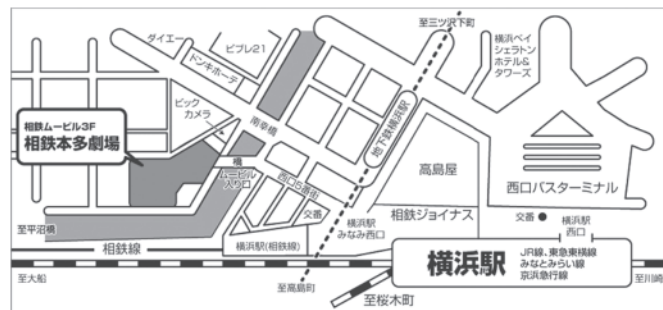 至三ツ沢下町
ダイエー
ビブレ21
ドンキホーテ
横浜ベイ
シェラトン
ホテル&
タワーズ
ビック
カメラ
相鉄ムービル3F
相鉄本多劇場
南幸橋
地下鉄横浜駅
橋
ムービル
入り口
西口5番街
高島屋
西口バスターミナル
交番
横浜駅
みなみ西口
相鉄ジョイナス
交番
横浜駅
西口
至平沼橋
相鉄線
横浜駅(相鉄線)
横浜駅
JR線、東急東横線
みなとみらい線
京浜急行線
至大船
至高島町
至桜木町
至川崎